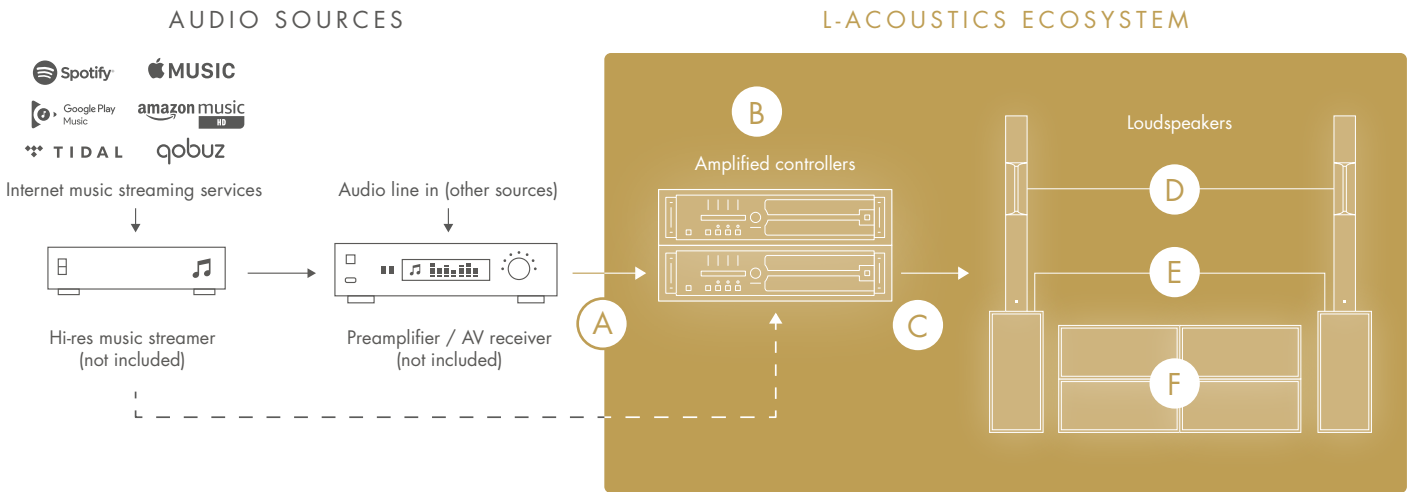 AUDIO SOURCES
L-ACOUSTICS ECOSYSTEM
Spotify
MUSIC
Google Play
Music
amazon music
HD
TIDAL
qobuz
Internet music streaming services
Audio line in (other sources)
Hi-res music streamer
(not included)
Preamplifier / AV receiver
(not included)
A
B
Amplified controllers
C
Loudspeakers
D
E
F